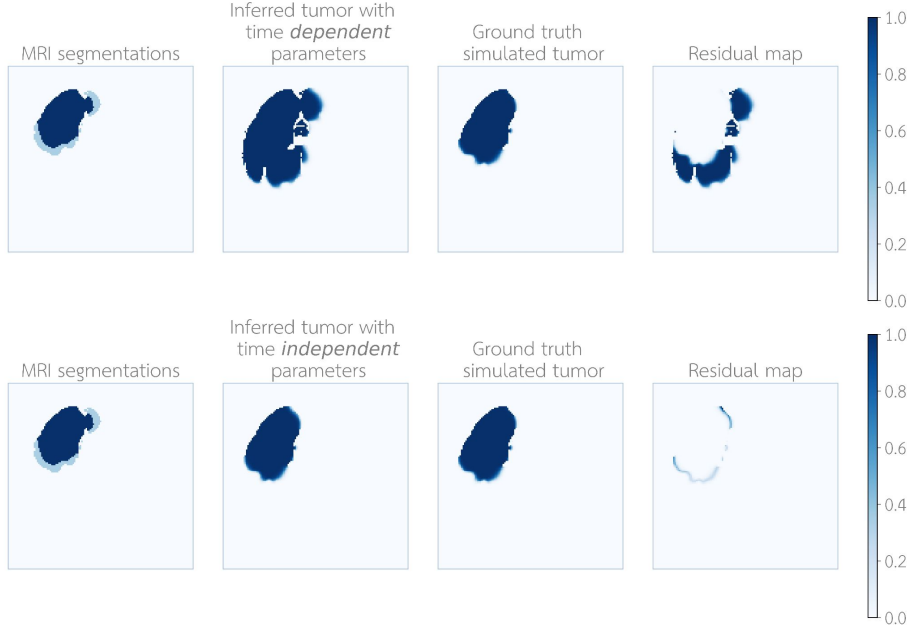 Inferred tumor with
time dependent
parameters
MRI segmentations
Ground truth
simulated tumor
Residual map
1.0
0.8
0.6
0.4
0.2
0.0
Inferred tumor with
time independent
parameters
MRI segmentations
Ground truth
simulated tumor
Residual map
1.0
0.8
0.6
0.4
0.2
0.0